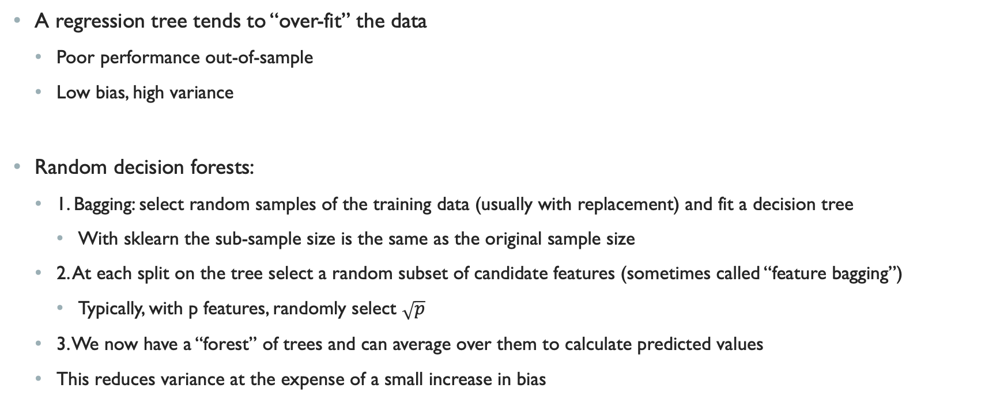 • A regression tree tends to “over-fit” the data
• Poor performance out-of-sample
• Low bias, high variance
• Random decision forests:
• 1. Bagging: select random samples of the training data (usually with replacement) and fit a decision tree
• With sklearn the sub-sample size is the same as the original sample size
• 2. At each split on the tree select a random subset of candidate features (sometimes called “feature bagging”)
• Typically, with p features, randomly select √p
• 3. We now have a “forest” of trees and can average over them to calculate predicted values
• This reduces variance at the expense of a small increase in bias